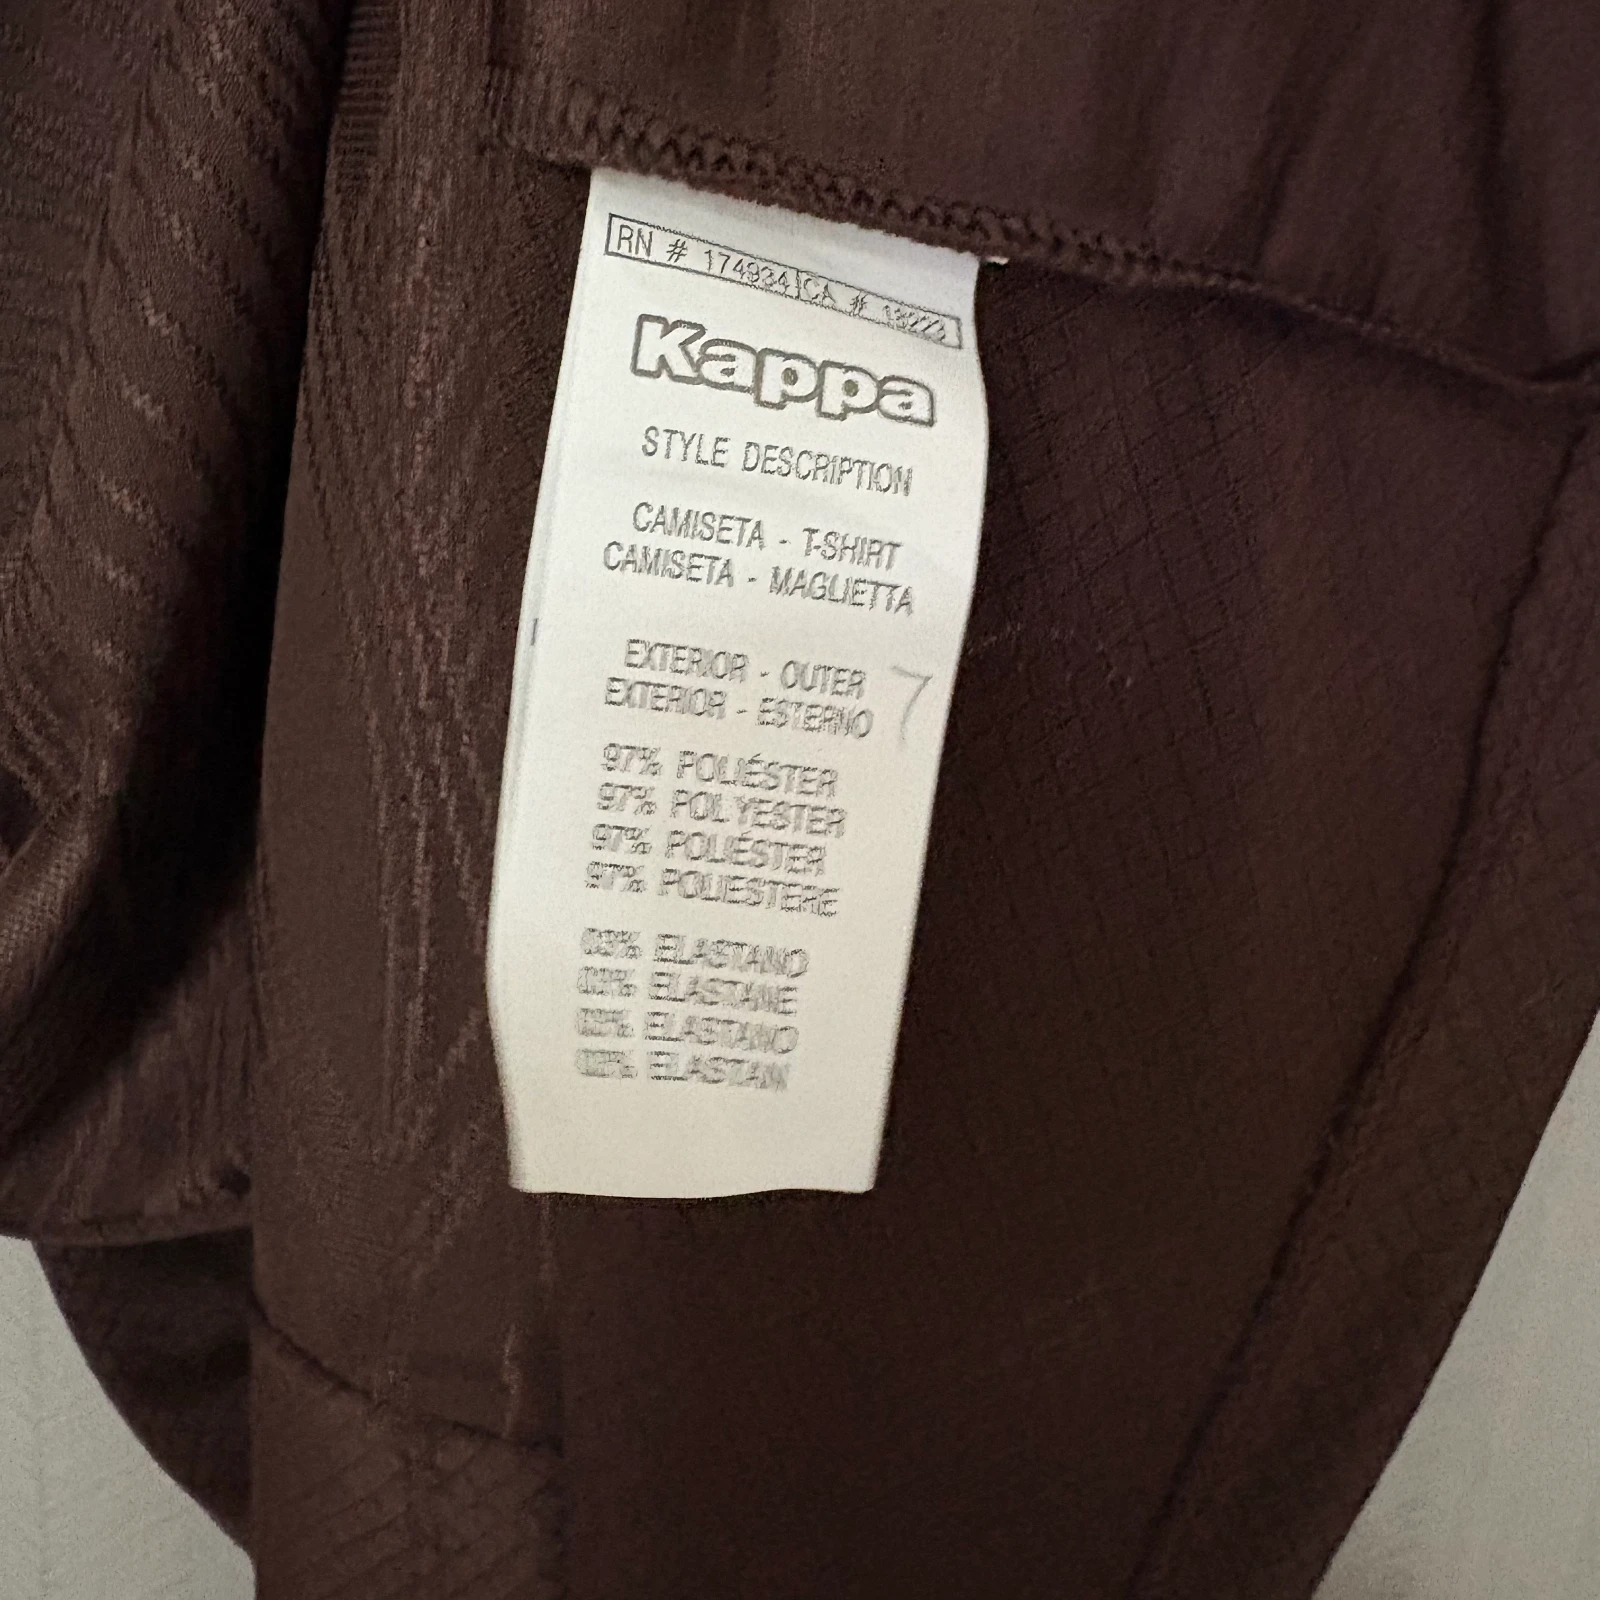 RN # 174934 CA # 13223
Kappa
STYLE DESCRIPTION
CAMISETA - T-SHIRT
CAMISETA - MAGLIETTA
EXTERIOR - OUTER 7
EXTERIOR - ESTERNO
97% POLIÉSTER
97% POLYESTER
97% POLIÉSTER
97% POLIESTERE
03% ELASTANO
ELASTANE
ELASTANO
ELASTAN